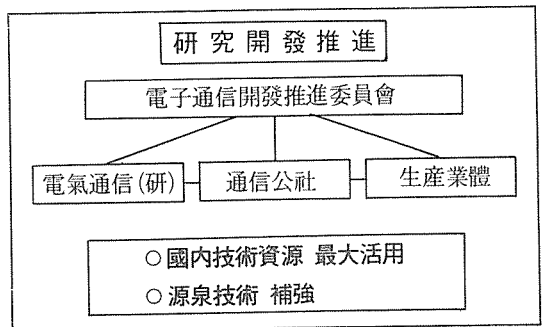 研究開發推進
電子通信開發推進委員會
電氣通信(研) 通信公社 生産業體
○國内技術資源 最大活用
○源泉技術 補強